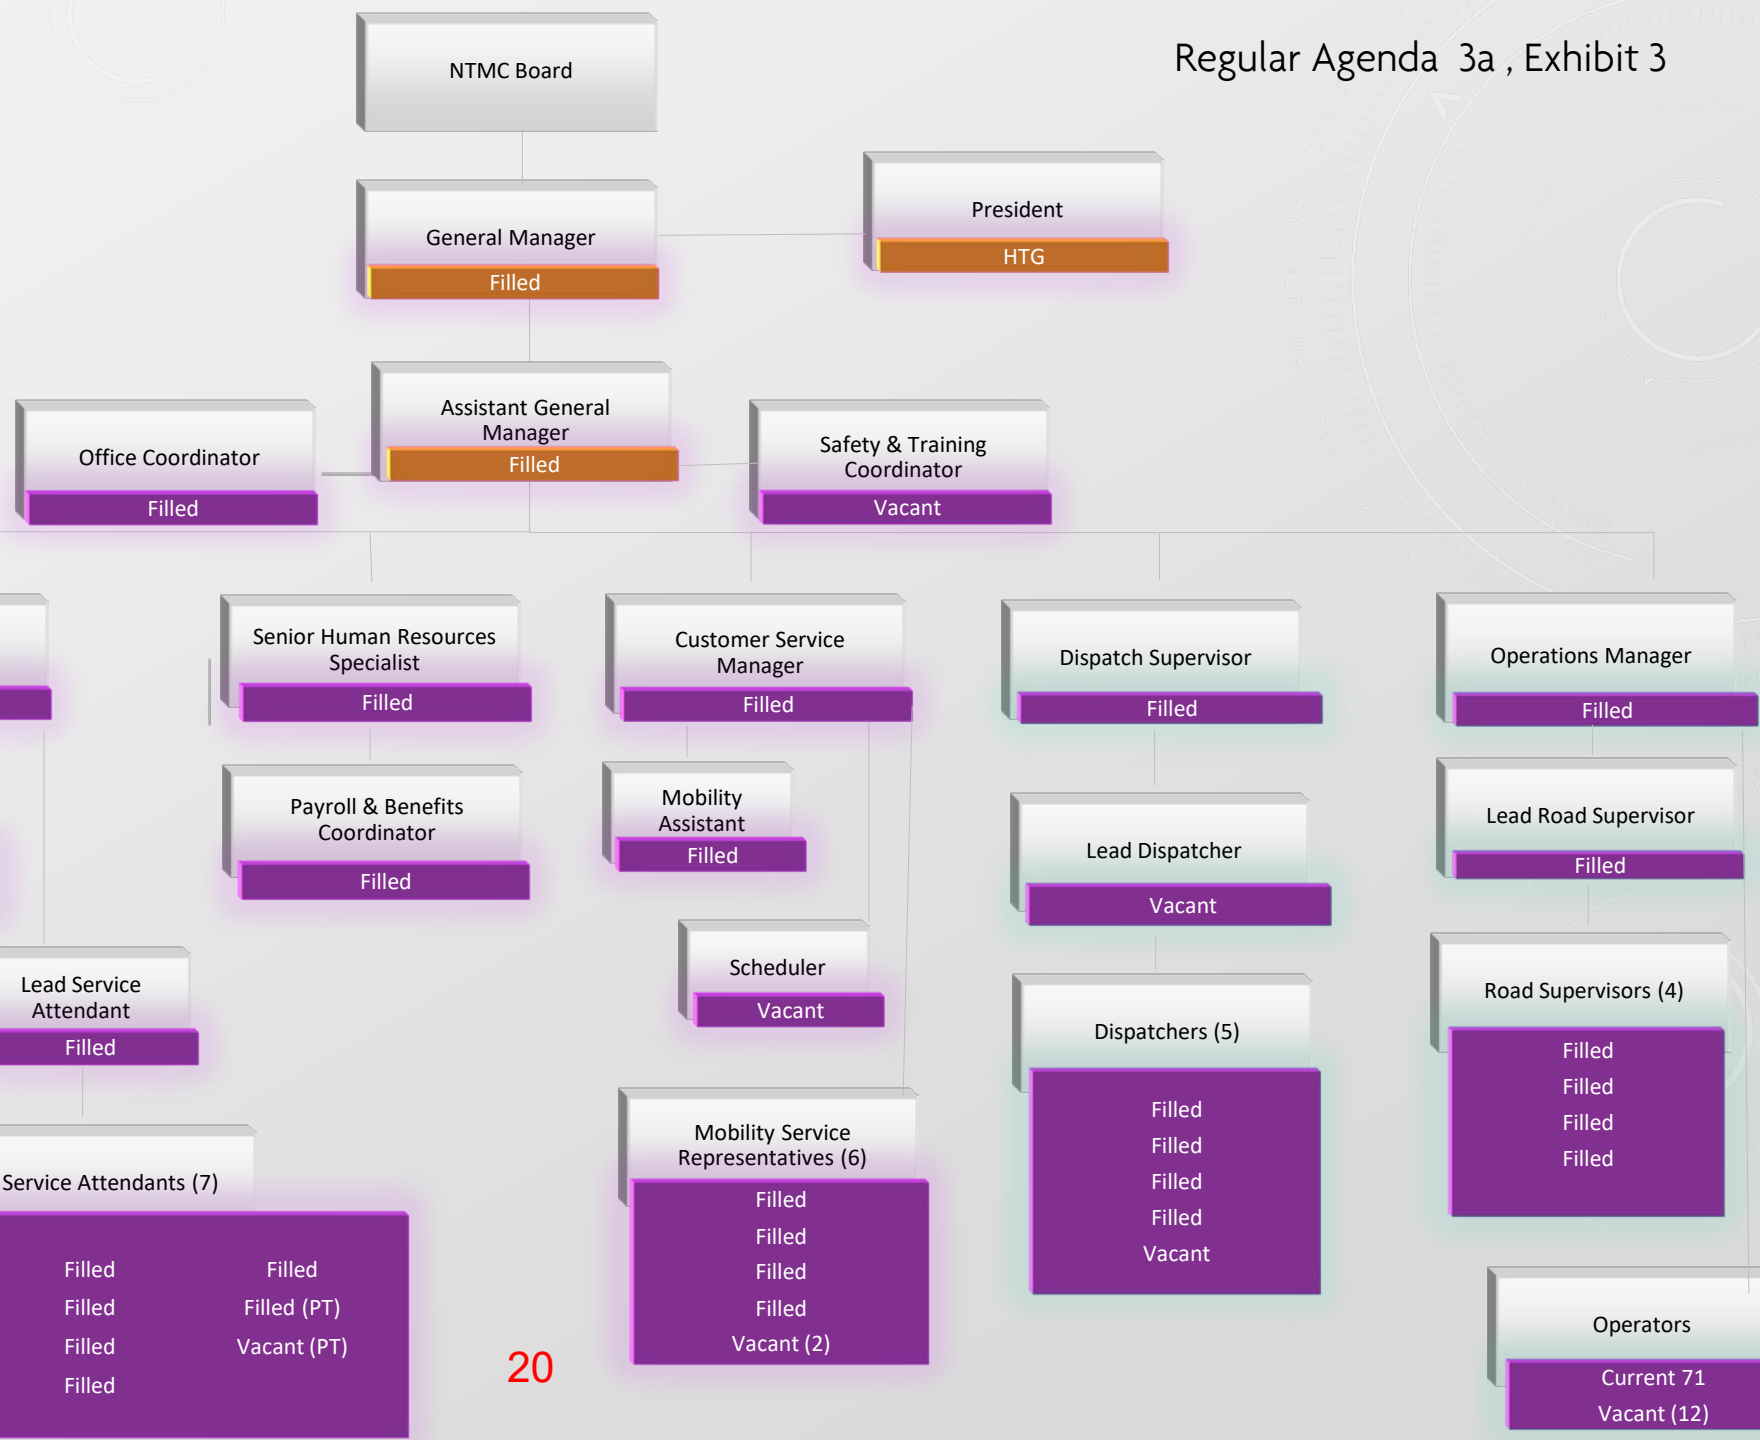 Regular Agenda 3a , Exhibit 3
NTMC Board
President
HTG
General Manager
Filled
Assistant General
Manager
Filled
Office Coordinator
Filled
Safety & Training
Coordinator
Vacant
Senior Human Resources
Specialist
Filled
Customer Service
Manager
Filled
Dispatch Supervisor
Filled
Operations Manager
Filled
Payroll & Benefits
Coordinator
Filled
Mobility
Assistant
Filled
Lead Dispatcher
Vacant
Lead Road Supervisor
Filled
Lead Service
Attendant
Filled
Scheduler
Vacant
Dispatchers (5)
Filled
Filled
Filled
Filled
Vacant
Road Supervisors (4)
Filled
Filled
Filled
Filled
Service Attendants (7)
Filled
Filled
Filled
Filled
Filled
Filled (PT)
Vacant (PT)
Mobility Service
Representatives (6)
Filled
Filled
Filled
Filled
Vacant (2)
Operators
Current 71
Vacant (12)
20